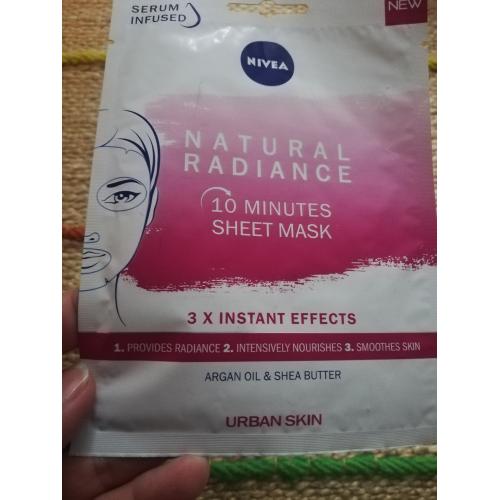 SERUM
INFUSED
NEW
NIVEA
NATURAL
RADIANCE
10 MINUTES
SHEET MASK
3 X INSTANT EFFECTS
1. PROVIDES RADIANCE 2. INTENSIVELY NOURISHES 3. SMOOTHES SKIN
ARGAN OIL & SHEA BUTTER
URBAN SKIN